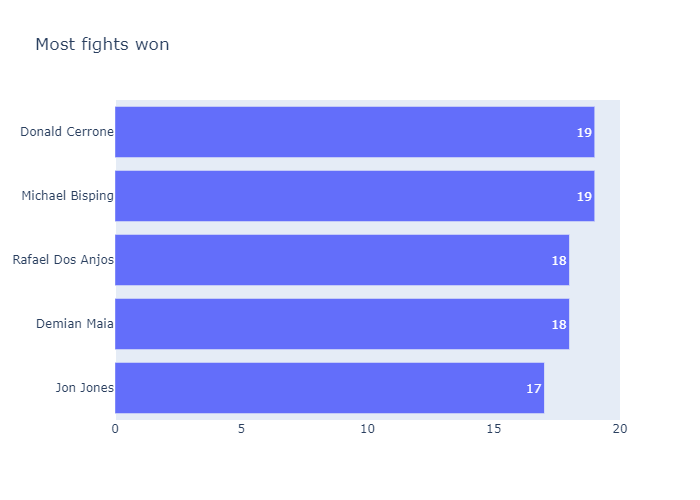 Most fights won
Donald Cerrone 19
Michael Bisping 19
Rafael Dos Anjos 18
Demian Maia 18
Jon Jones 17
0 5 10 15 20